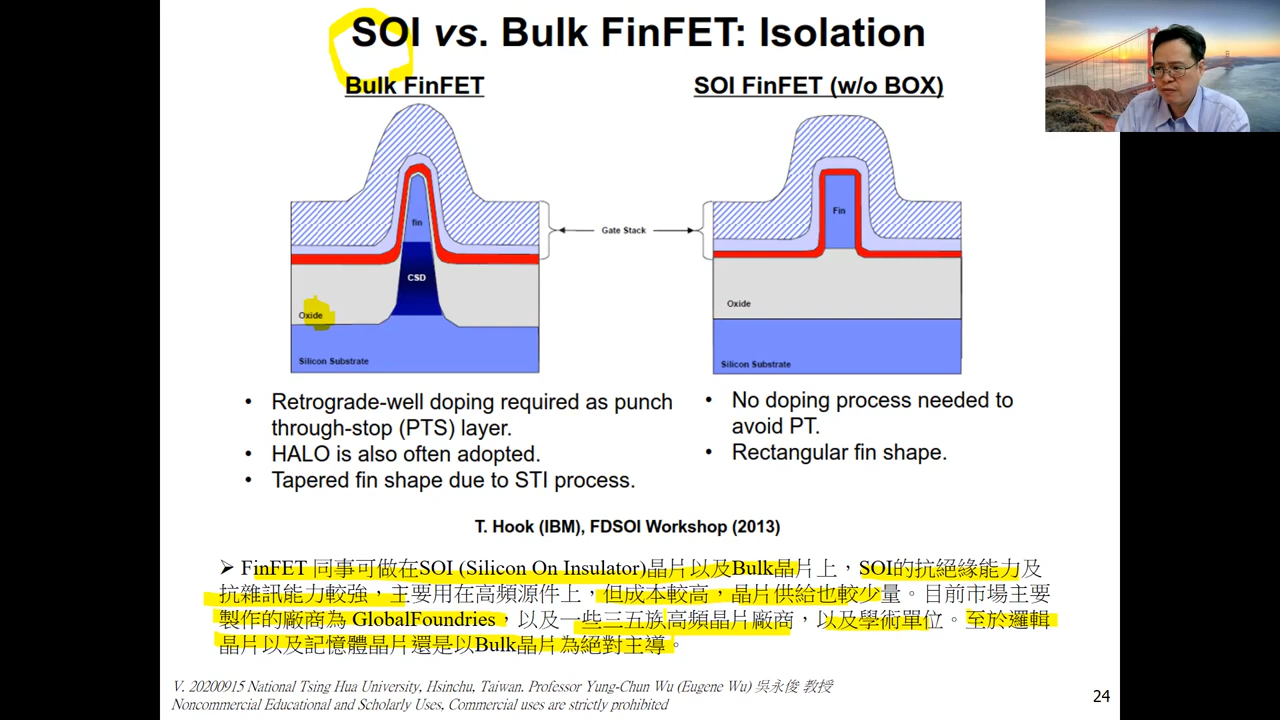 SOI vs. Bulk FinFET: Isolation
Bulk FinFET
SOI FinFET (w/o BOX)
fin
CSD
Oxide
Silicon Substrate
Gate Stack
Fin
Oxide
Silicon Substrate
• Retrograde-well doping required as punch
through-stop (PTS) layer.
• HALO is also often adopted.
• Tapered fin shape due to STI process.
• No doping process needed to
avoid PT.
• Rectangular fin shape.
T. Hook (IBM), FDSOI Workshop (2013)
➢ FinFET 同事可做在SOI (Silicon On Insulator)晶片以及Bulk晶片上，SOI的抗絕緣能力及
抗雜訊能力較強，主要用在高頻源件上，但成本較高，晶片供給也較少量。目前市場主要
製作的廠商為 GlobalFoundries，以及一些三五族高頻晶片廠商，以及學術單位。至於邏輯
晶片以及記憶體晶片還是以Bulk晶片為絕對主導。
V. 20200915 National Tsing Hua University, Hsinchu, Taiwan. Professor Yung-Chun Wu (Eugene Wu) 吳永俊 教授
Noncommercial Educational and Scholarly Uses, Commercial uses are strictly prohibited
24